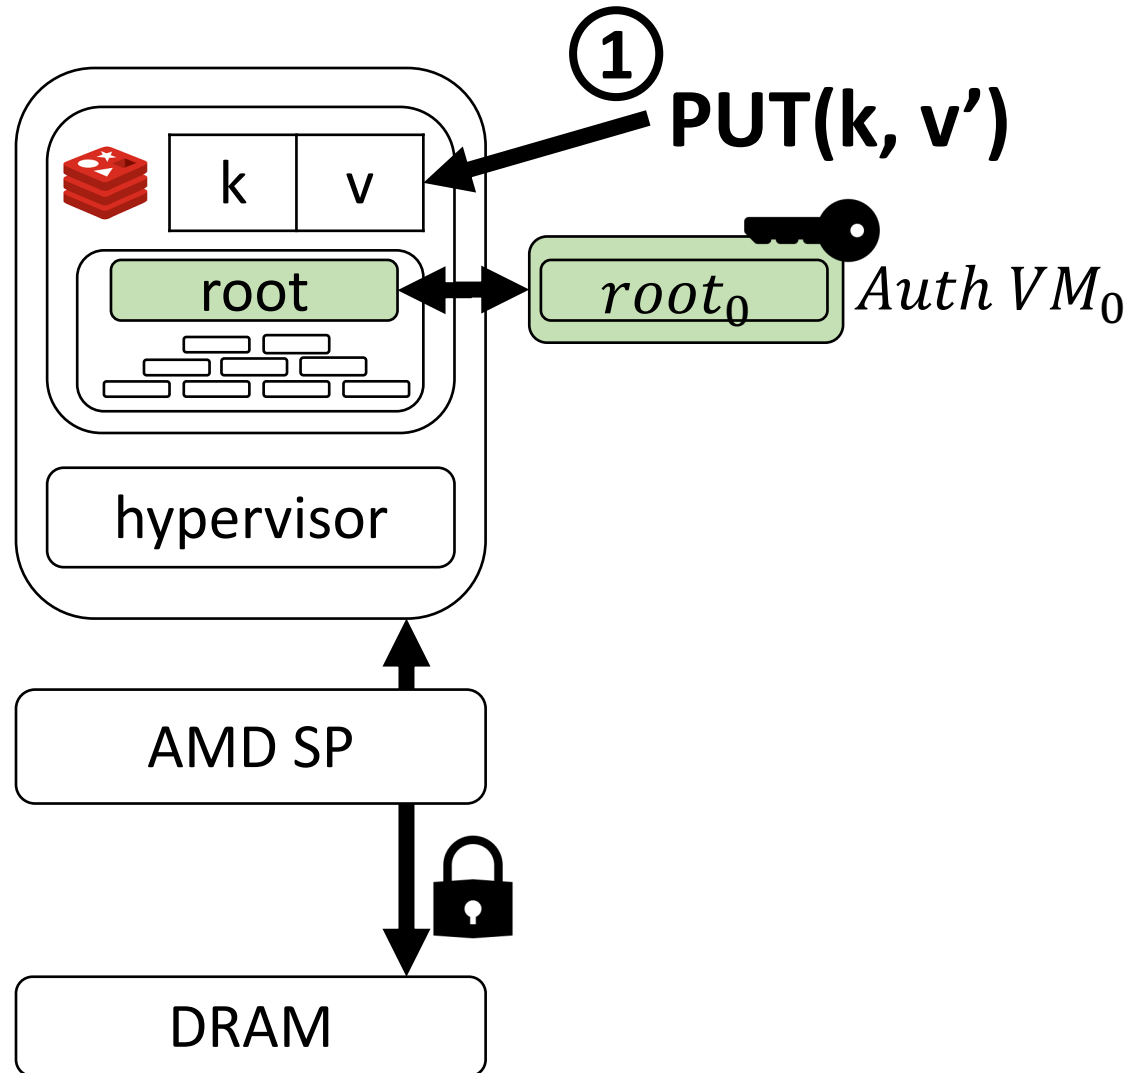 1
PUT(k, v’)
k v
root
root₀
Auth VM₀
hypervisor
AMD SP
DRAM